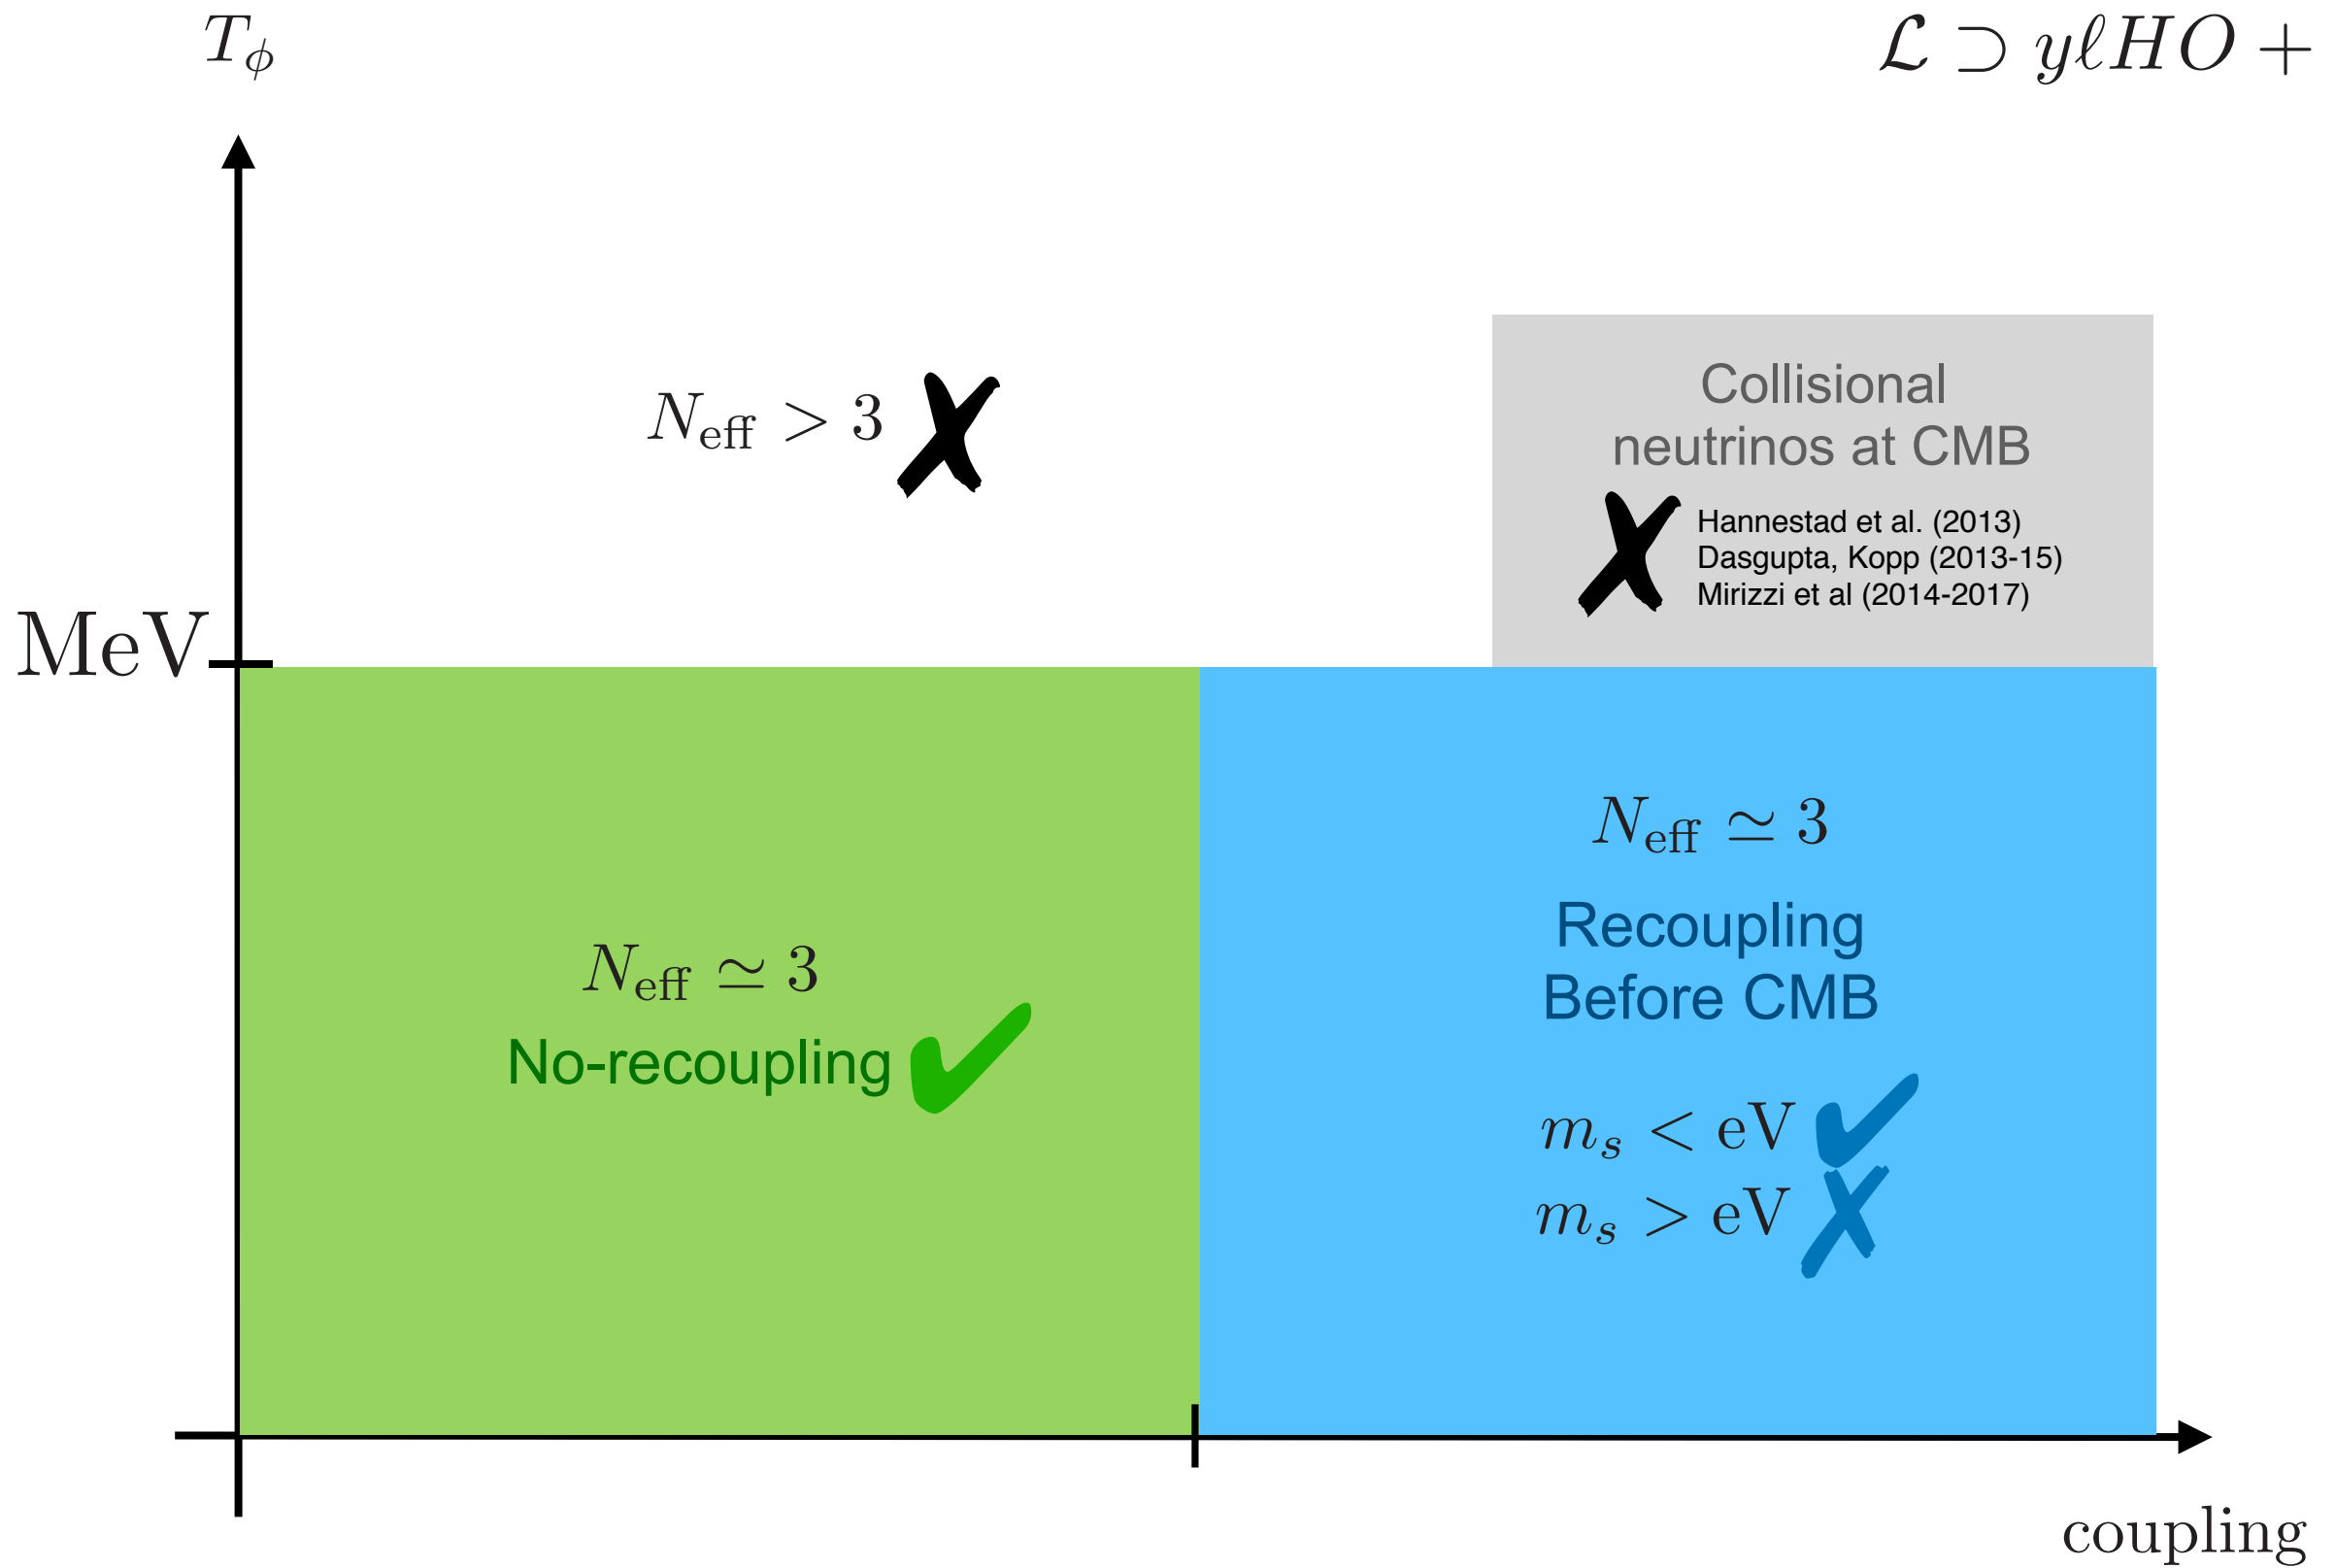 T_ϕ
ℒ ⊃ yℓHO +
N_eff > 3 ✗
Collisional
neutrinos at CMB
✗ Hannestad et al. (2013)
Dasgupta, Kopp (2013-15)
Mirizzi et al (2014-2017)
MeV
N_eff ≃ 3
No-recoupling ✓
N_eff ≃ 3
Recoupling
Before CMB
m_s < eV ✓
m_s > eV ✗
coupling